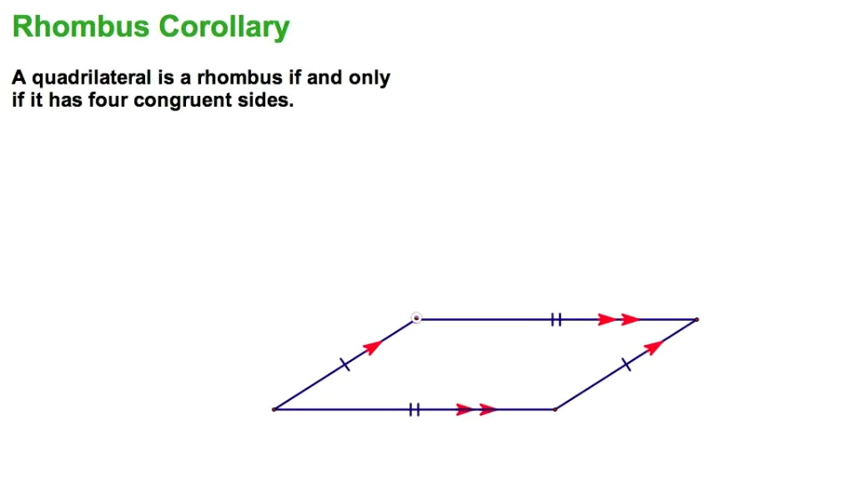 Rhombus Corollary
A quadrilateral is a rhombus if and only
if it has four congruent sides.